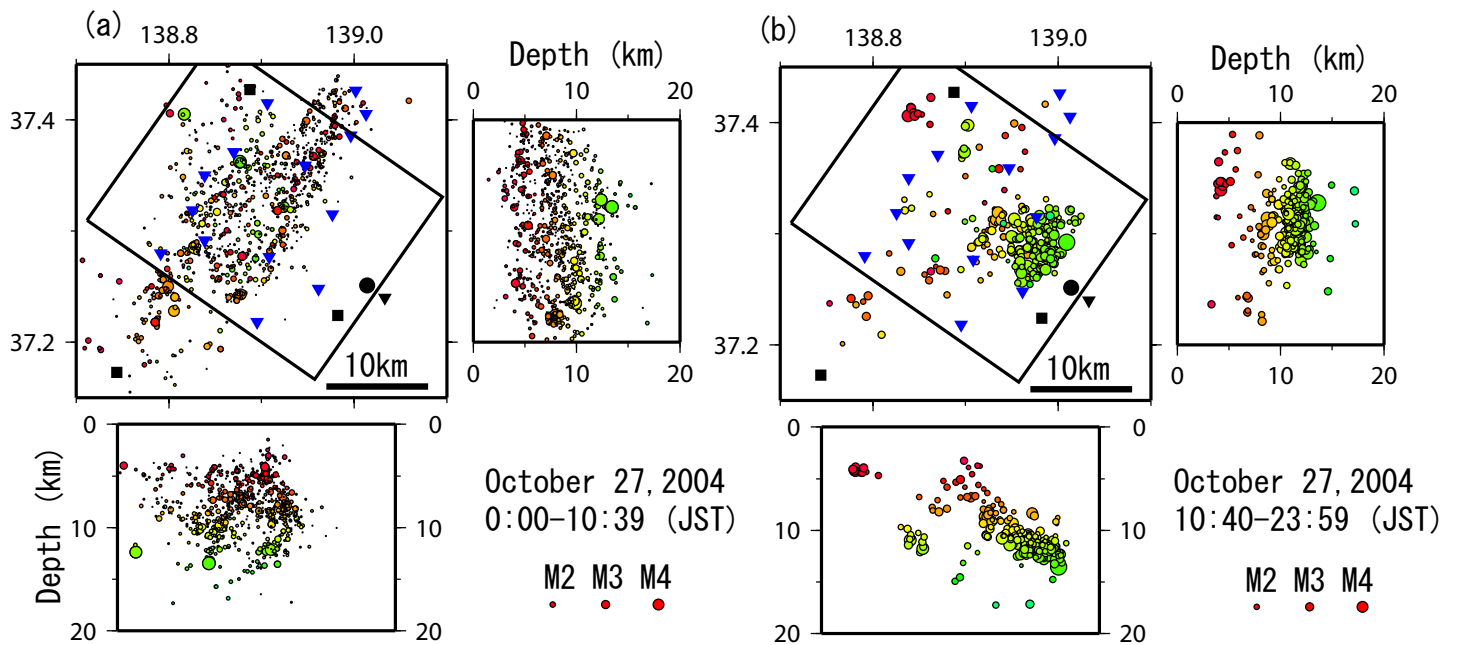 (a)
138.8 139.0
37.4
37.2
10km
Depth (km)
0 10 20
0 10 20
0 0
10 10
20 20
Depth (km)
October 27,2004
0:00-10:39 (JST)
M2 M3 M4
(b)
138.8 139.0
37.4
37.2
10km
Depth (km)
0 10 20
0 10 20
0 0
10 10
20 20
October 27,2004
10:40-23:59 (JST)
M2 M3 M4